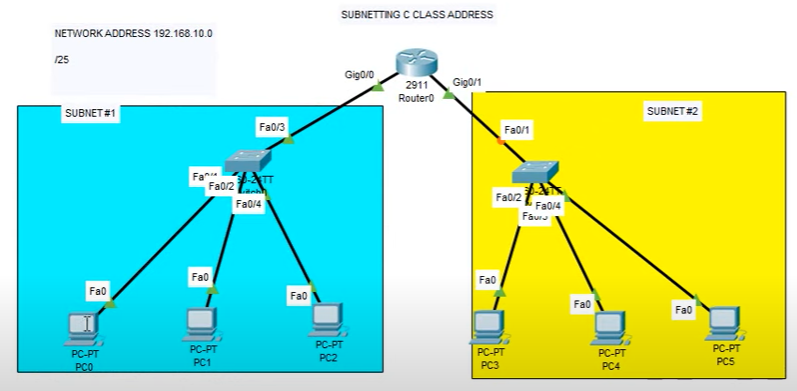 SUBNETTING C CLASS ADDRESS
NETWORK ADDRESS 192.168.10.0
/25
Gig0/0
Gig0/1
2911
Router0
SUBNET #1
SUBNET #2
Fa0/3
Fa0/1
Fa0/2
Fa0/4
Fa0/2
Fa0/4
Fa0
Fa0
Fa0
Fa0
Fa0
Fa0
PC-PT
PC0
PC-PT
PC1
PC-PT
PC2
PC-PT
PC3
PC-PT
PC4
PC-PT
PC5